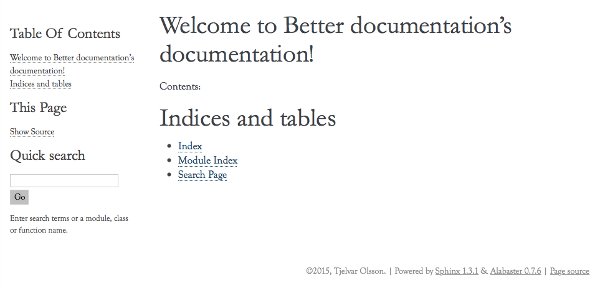 Table Of Contents
Welcome to Better documentation's
documentation!
Indices and tables
This Page
Show Source
Quick search
Go
Enter search terms or a module, class
or function name.
Welcome to Better documentation's
documentation!
Contents:
Indices and tables
Index
Module Index
Search Page
©2015, Tjelvar Olsson. | Powered by Sphinx 1.3.1 & Alabaster 0.7.6 | Page source